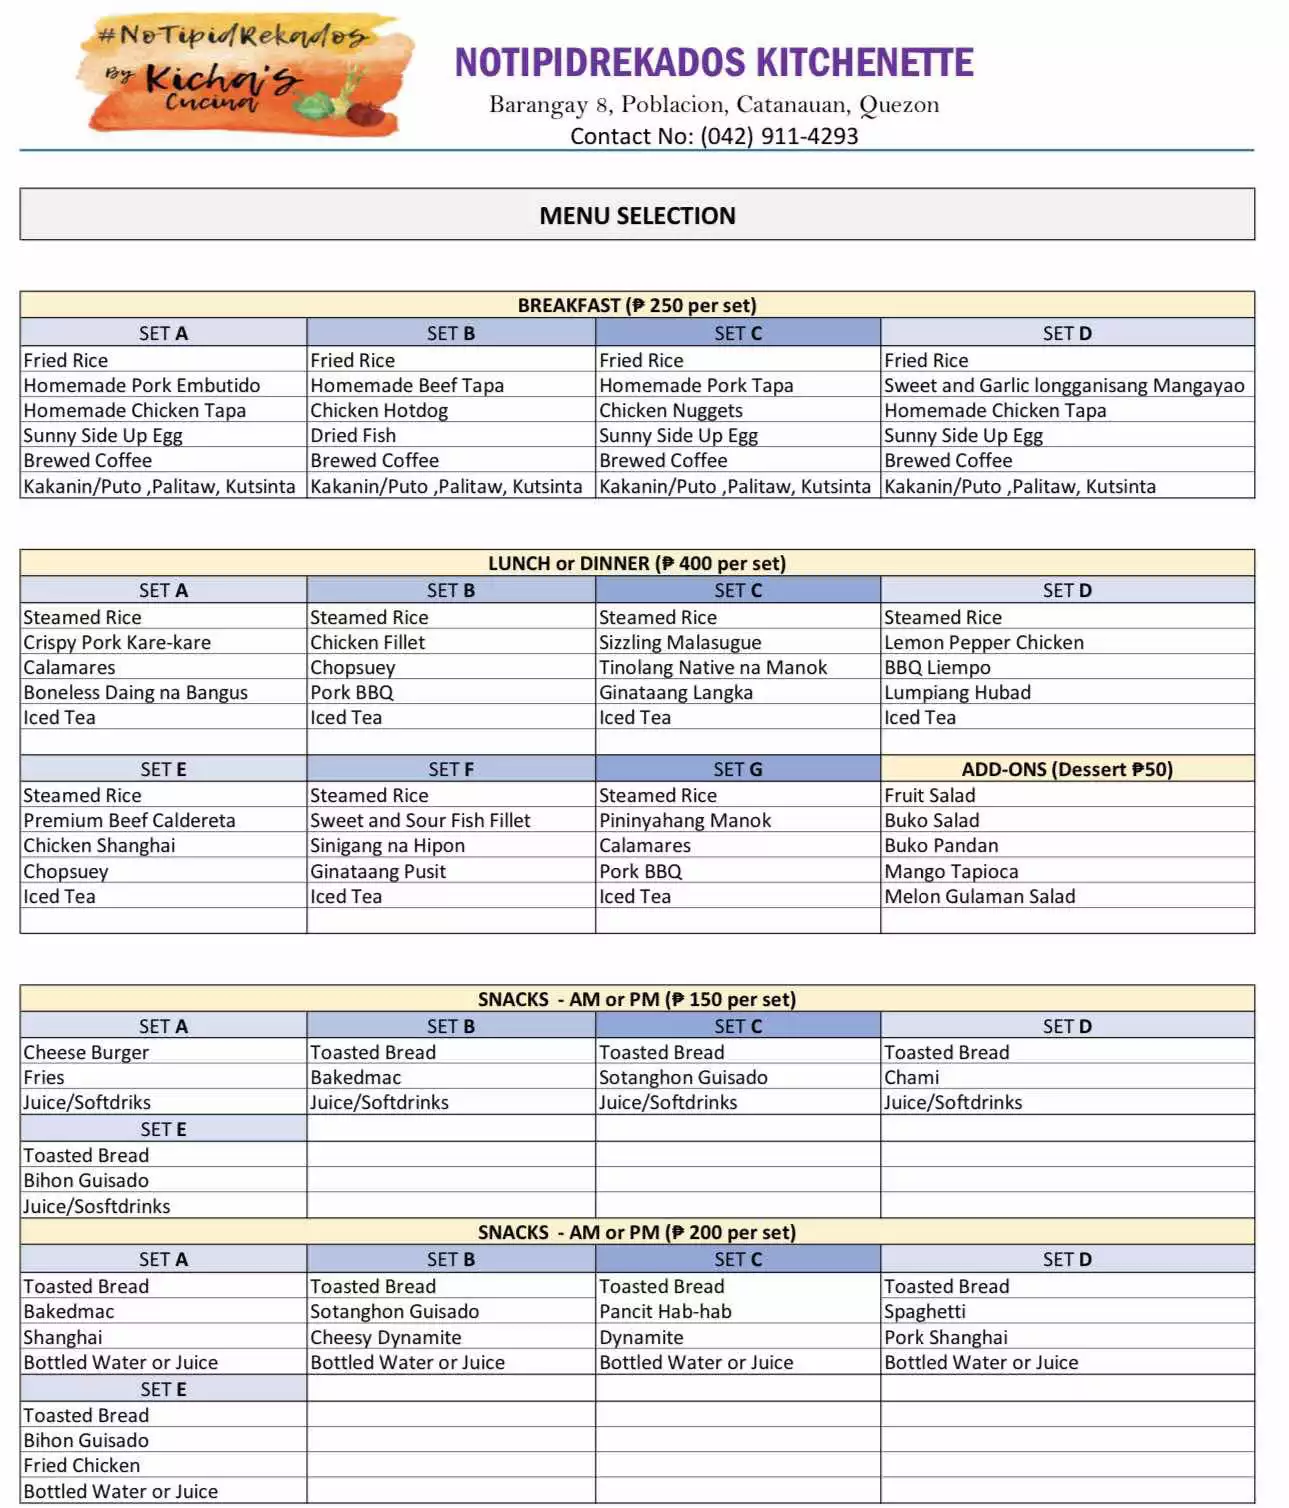 #NoTipidRekados
By Kicha's
Cucina
NOTIPIDREKADOS KITCHENETTE
Barangay 8, Poblacion, Catanauan, Quezon
Contact No: (042) 911-4293
MENU SELECTION
BREAKFAST (₱ 250 per set)
SET A SET B SET C SET D
Fried Rice Fried Rice Fried Rice Fried Rice
Homemade Pork Embutido Homemade Beef Tapa Homemade Pork Tapa Sweet and Garlic longganisang Mangayao
Homemade Chicken Tapa Chicken Hotdog Chicken Nuggets Homemade Chicken Tapa
Sunny Side Up Egg Dried Fish Sunny Side Up Egg Sunny Side Up Egg
Brewed Coffee Brewed Coffee Brewed Coffee Brewed Coffee
Kakanin/Puto ,Palitaw, Kutsinta Kakanin/Puto ,Palitaw, Kutsinta Kakanin/Puto ,Palitaw, Kutsinta Kakanin/Puto ,Palitaw, Kutsinta
LUNCH or DINNER (₱ 400 per set)
SET A SET B SET C SET D
Steamed Rice Steamed Rice Steamed Rice Steamed Rice
Crispy Pork Kare-kare Chicken Fillet Sizzling Malasugue Lemon Pepper Chicken
Calamares Chopsuey Tinolang Native na Manok BBQ Liempo
Boneless Daing na Bangus Pork BBQ Ginataang Langka Lumpiang Hubad
Iced Tea Iced Tea Iced Tea Iced Tea
SET E SET F SET G ADD-ONS (Dessert ₱50)
Steamed Rice Steamed Rice Steamed Rice Fruit Salad
Premium Beef Caldereta Sweet and Sour Fish Fillet Pininyahang Manok Buko Salad
Chicken Shanghai Sinigang na Hipon Calamares Buko Pandan
Chopsuey Ginataang Pusit Pork BBQ Mango Tapioca
Iced Tea Iced Tea Iced Tea Melon Gulaman Salad
SNACKS - AM or PM (₱ 150 per set)
SET A SET B SET C SET D
Cheese Burger Toasted Bread Toasted Bread Toasted Bread
Fries Bakedmac Sotanghon Guisado Chami
Juice/Softdriks Juice/Softdrinks Juice/Softdrinks Juice/Softdrinks
SET E
Toasted Bread
Bihon Guisado
Juice/Sosftdrinks
SNACKS - AM or PM (₱ 200 per set)
SET A SET B SET C SET D
Toasted Bread Toasted Bread Toasted Bread Toasted Bread
Bakedmac Sotanghon Guisado Pancit Hab-hab Spaghetti
Shanghai Cheesy Dynamite Dynamite Pork Shanghai
Bottled Water or Juice Bottled Water or Juice Bottled Water or Juice Bottled Water or Juice
SET E
Toasted Bread
Bihon Guisado
Fried Chicken
Bottled Water or Juice